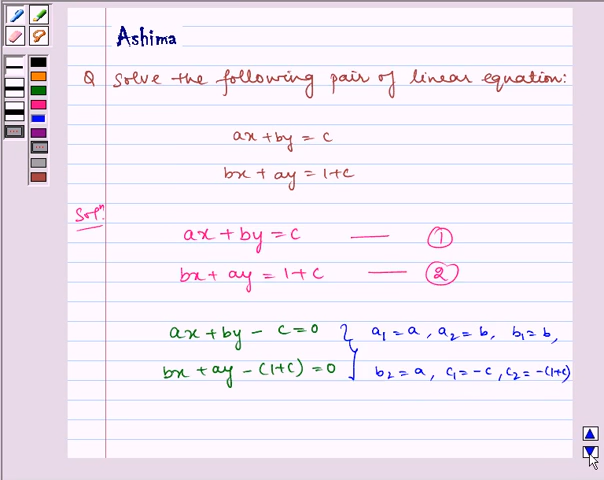 Ashima
Q Solve the following pair of linear equation:
ax + by = c
bx + ay = 1+c
Solⁿ.
ax + by = c —— ①
bx + ay = 1+c —— ②
ax + by - c = 0 } a₁ = a, a₂ = b, b₁ = b,
bx + ay - (1+c) = 0 b₂ = a, c₁ = -c, c₂ = -(1+c)